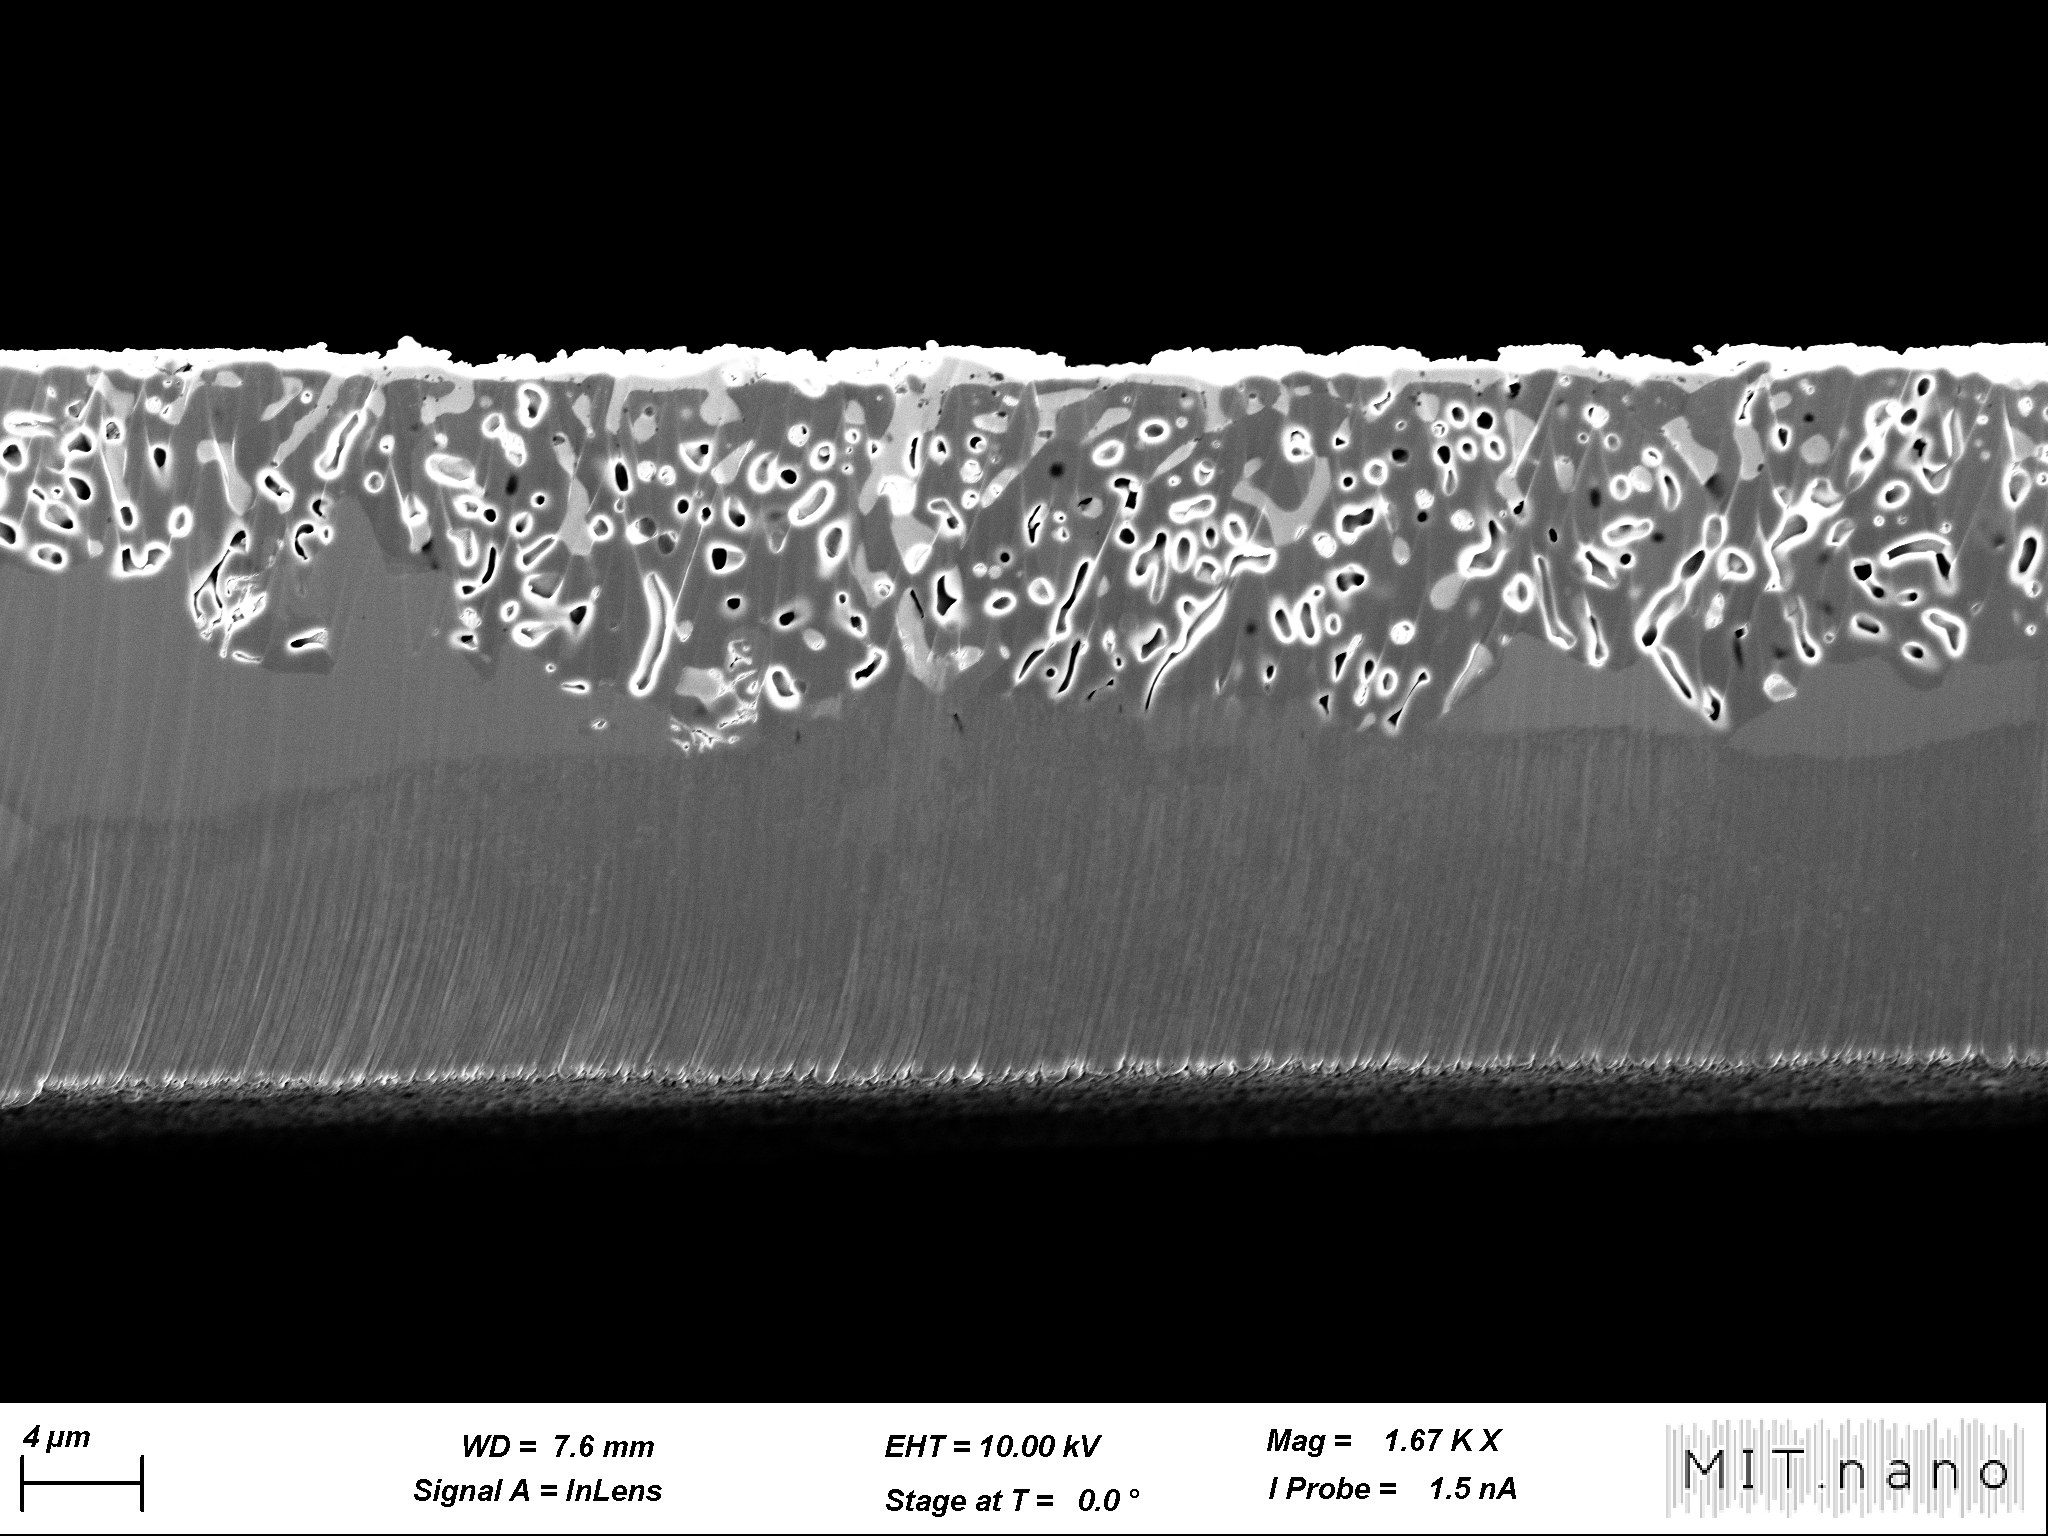 4 µm
WD = 7.6 mm
Signal A = InLens
EHT = 10.00 kV
Stage at T = 0.0 °
Mag = 1.67 K X
I Probe = 1.5 nA
MIT.nano